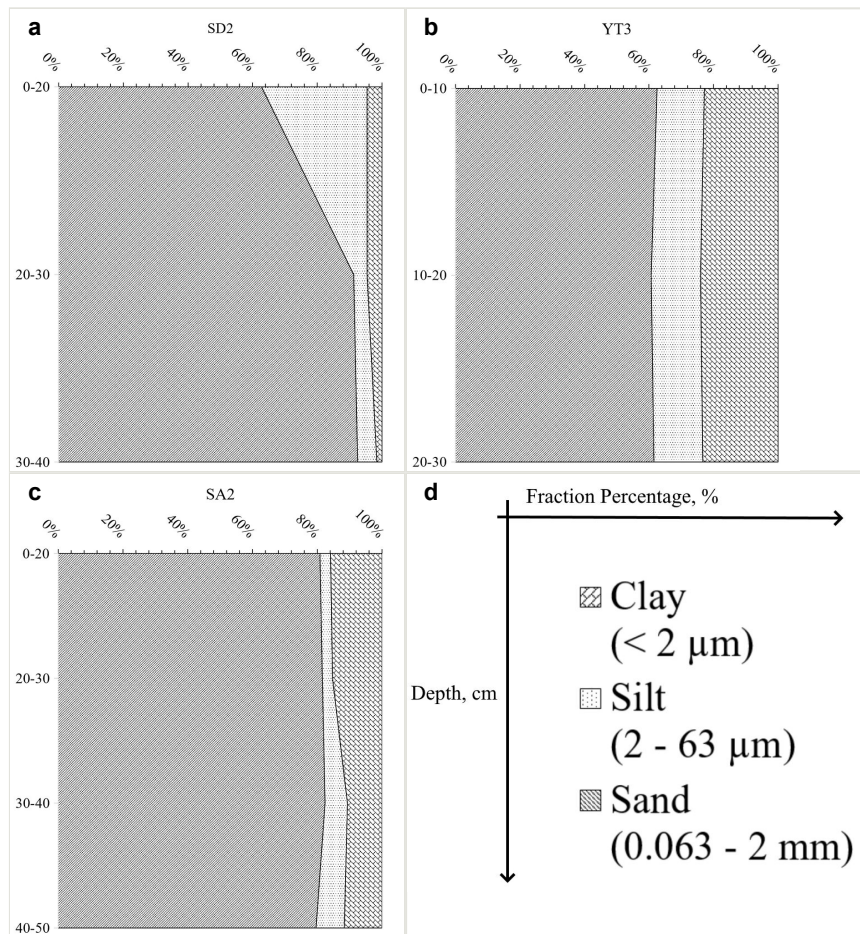 a
SD2
0% 20% 40% 60% 80% 100%
0-20
20-30
30-40
b
YT3
0% 20% 40% 60% 80% 100%
0-10
10-20
20-30
c
SA2
0% 20% 40% 60% 80% 100%
0-20
20-30
30-40
40-50
d
Fraction Percentage, %
Depth, cm
Clay
(< 2 µm)
Silt
(2 - 63 µm)
Sand
(0.063 - 2 mm)